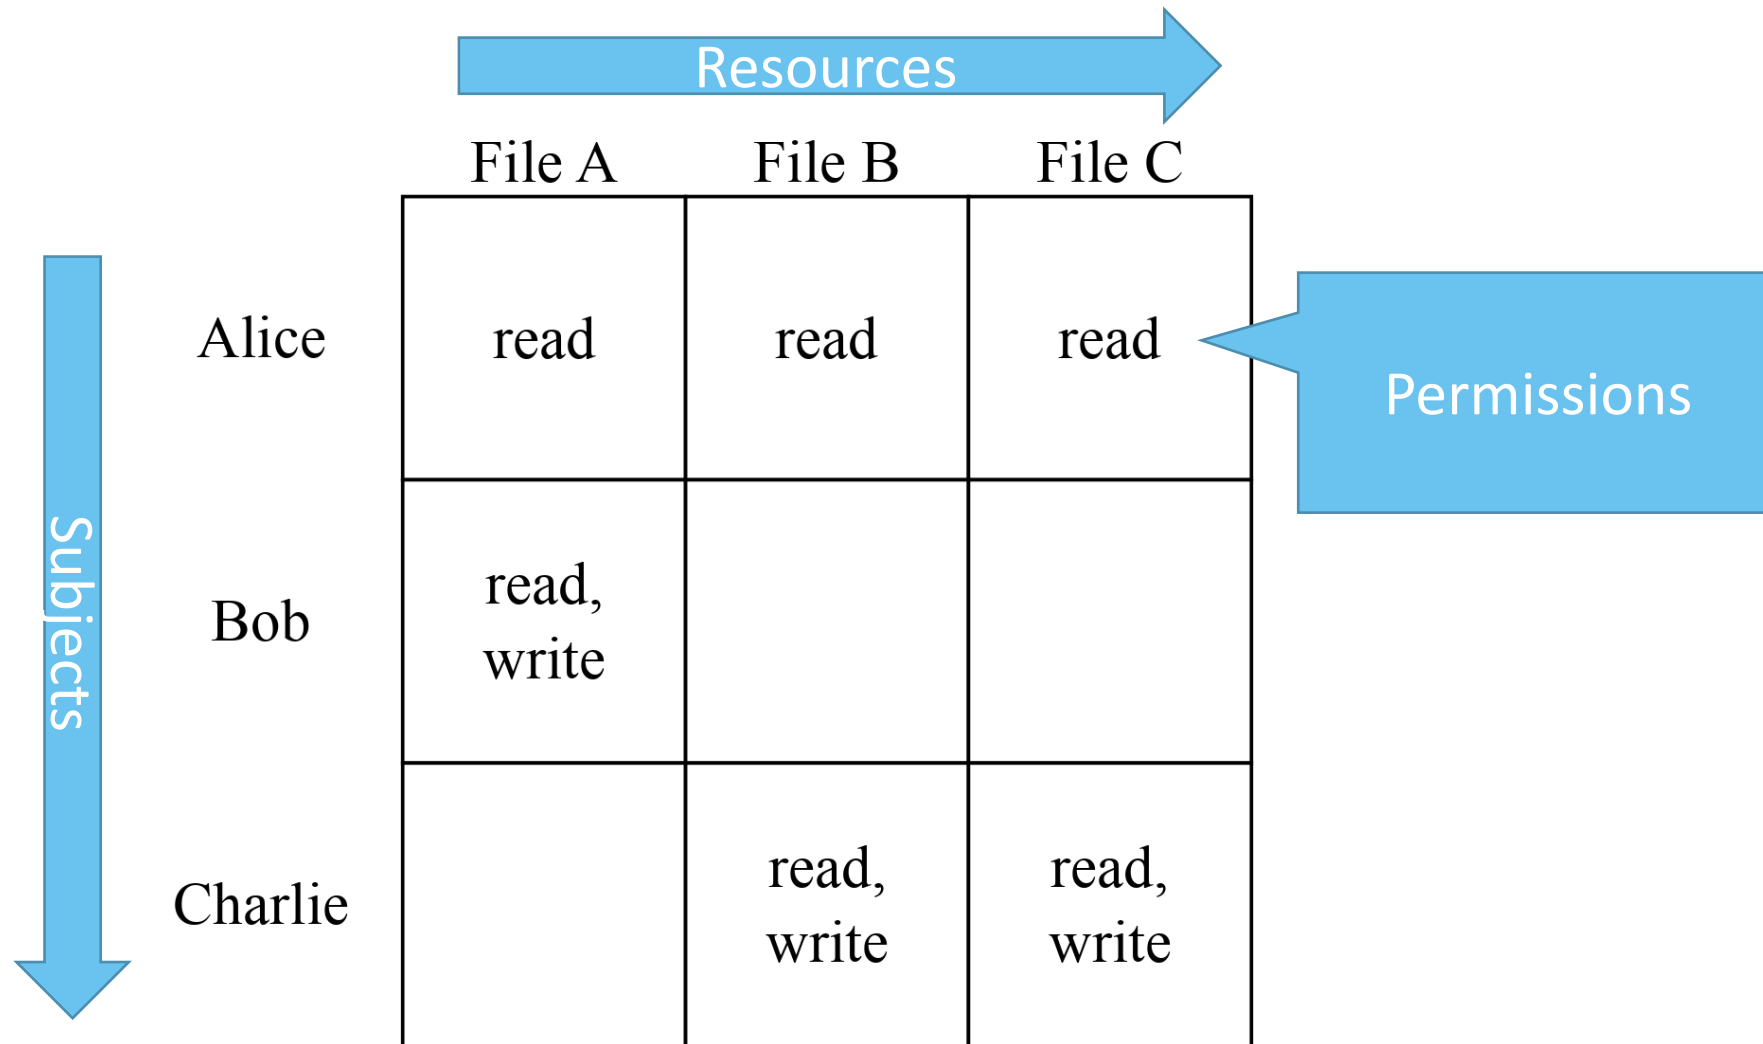 Resources
File A File B File C
Alice read read read
Permissions
Subjects
Bob read,
write
Charlie read, read,
write write